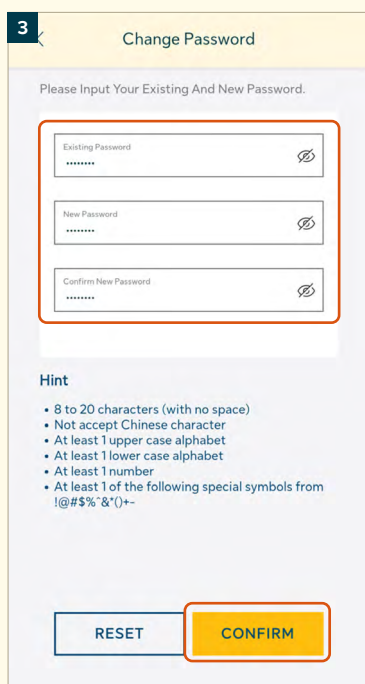 3
Change Password
Please Input Your Existing And New Password.
Existing Password
••••••••
New Password
••••••••
Confirm New Password
••••••••
Hint
• 8 to 20 characters (with no space)
• Not accept Chinese character
• At least 1 upper case alphabet
• At least 1 lower case alphabet
• At least 1 number
• At least 1 of the following special symbols from
!@#$%^&*()+-
RESET
CONFIRM